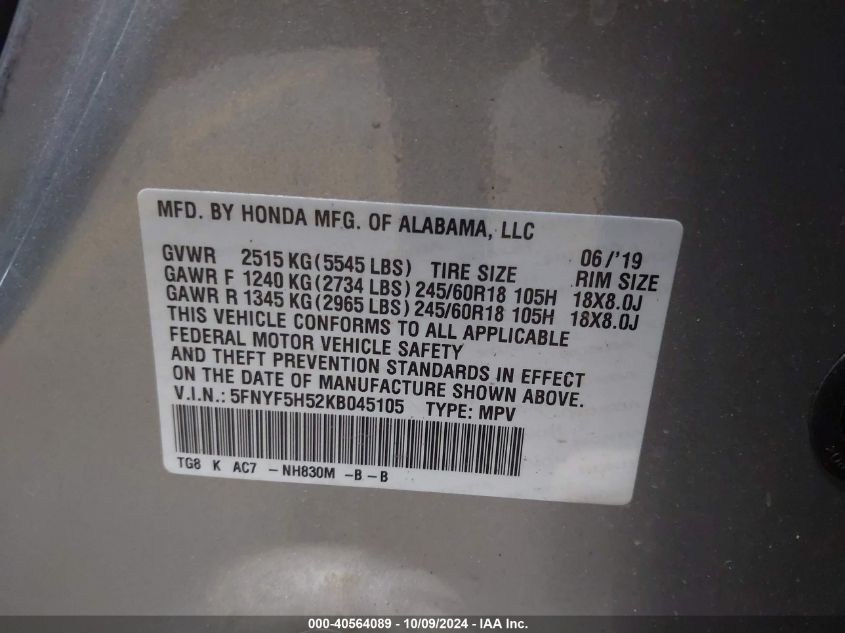 MFD. BY HONDA MFG. OF ALABAMA, LLC
GVWR 2515 KG (5545 LBS) TIRE SIZE 06/'19 RIM SIZE
GAWR F 1240 KG (2734 LBS) 245/60R18 105H 18X8.0J
GAWR R 1345 KG (2965 LBS) 245/60R18 105H 18X8.0J
THIS VEHICLE CONFORMS TO ALL APPLICABLE
FEDERAL MOTOR VEHICLE SAFETY
AND THEFT PREVENTION STANDARDS IN EFFECT
ON THE DATE OF MANUFACTURE SHOWN ABOVE.
V.I.N.: 5FNYF5H52KB045105 TYPE: MPV
TG8 K AC7 -NH830M -B-B
000-40564089 - 10/09/2024 - IAA Inc.